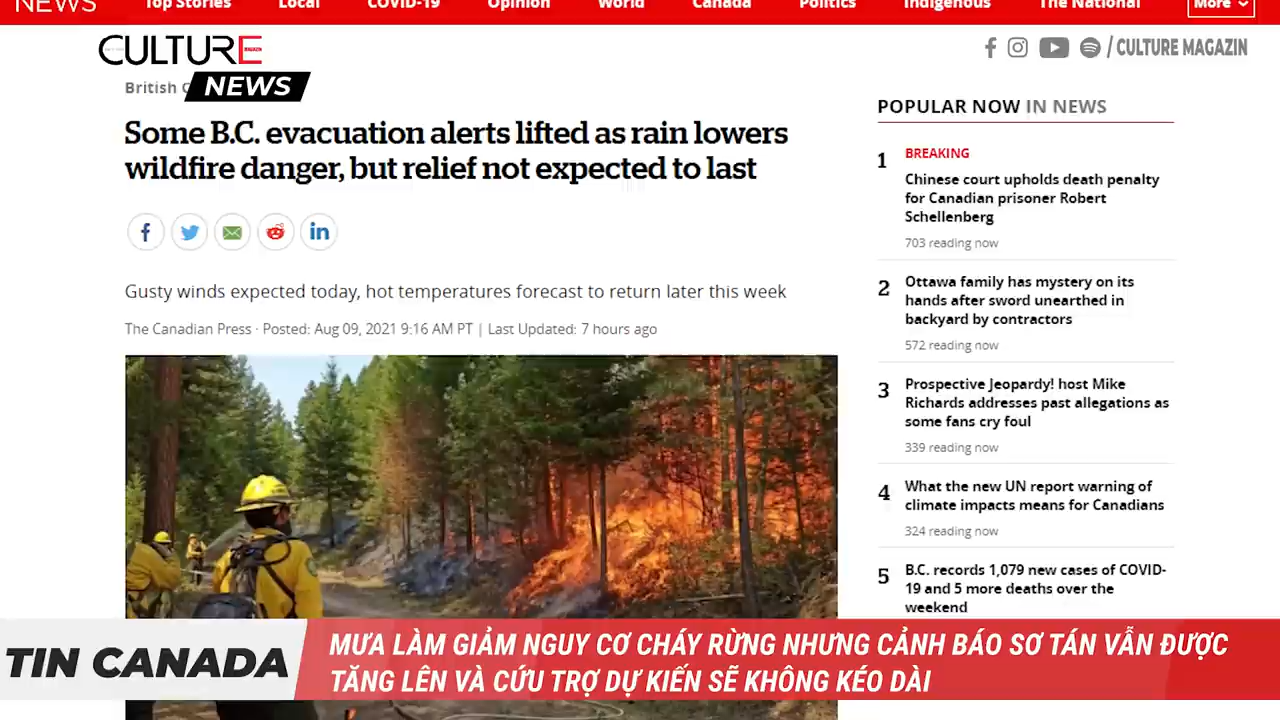 NEWS Top Stories Local COVID-19 Opinion World Canada Politics Indigenous The National More
CULTURE
NEWS
/ CULTURE MAGAZIN
British C
Some B.C. evacuation alerts lifted as rain lowers
wildfire danger, but relief not expected to last
Gusty winds expected today, hot temperatures forecast to return later this week
The Canadian Press · Posted: Aug 09, 2021 9:16 AM PT | Last Updated: 7 hours ago
POPULAR NOW IN NEWS
1 BREAKING
Chinese court upholds death penalty
for Canadian prisoner Robert
Schellenberg
703 reading now
2 Ottawa family has mystery on its
hands after sword unearthed in
backyard by contractors
572 reading now
3 Prospective Jeopardy! host Mike
Richards addresses past allegations as
some fans cry foul
339 reading now
4 What the new UN report warning of
climate impacts means for Canadians
324 reading now
5 B.C. records 1,079 new cases of COVID-
19 and 5 more deaths over the
weekend
TIN CANADA
MƯA LÀM GIẢM NGUY CƠ CHÁY RỪNG NHƯNG CẢNH BÁO SƠ TÁN VẪN ĐƯỢC
TĂNG LÊN VÀ CỨU TRỢ DỰ KIẾN SẼ KHÔNG KÉO DÀI